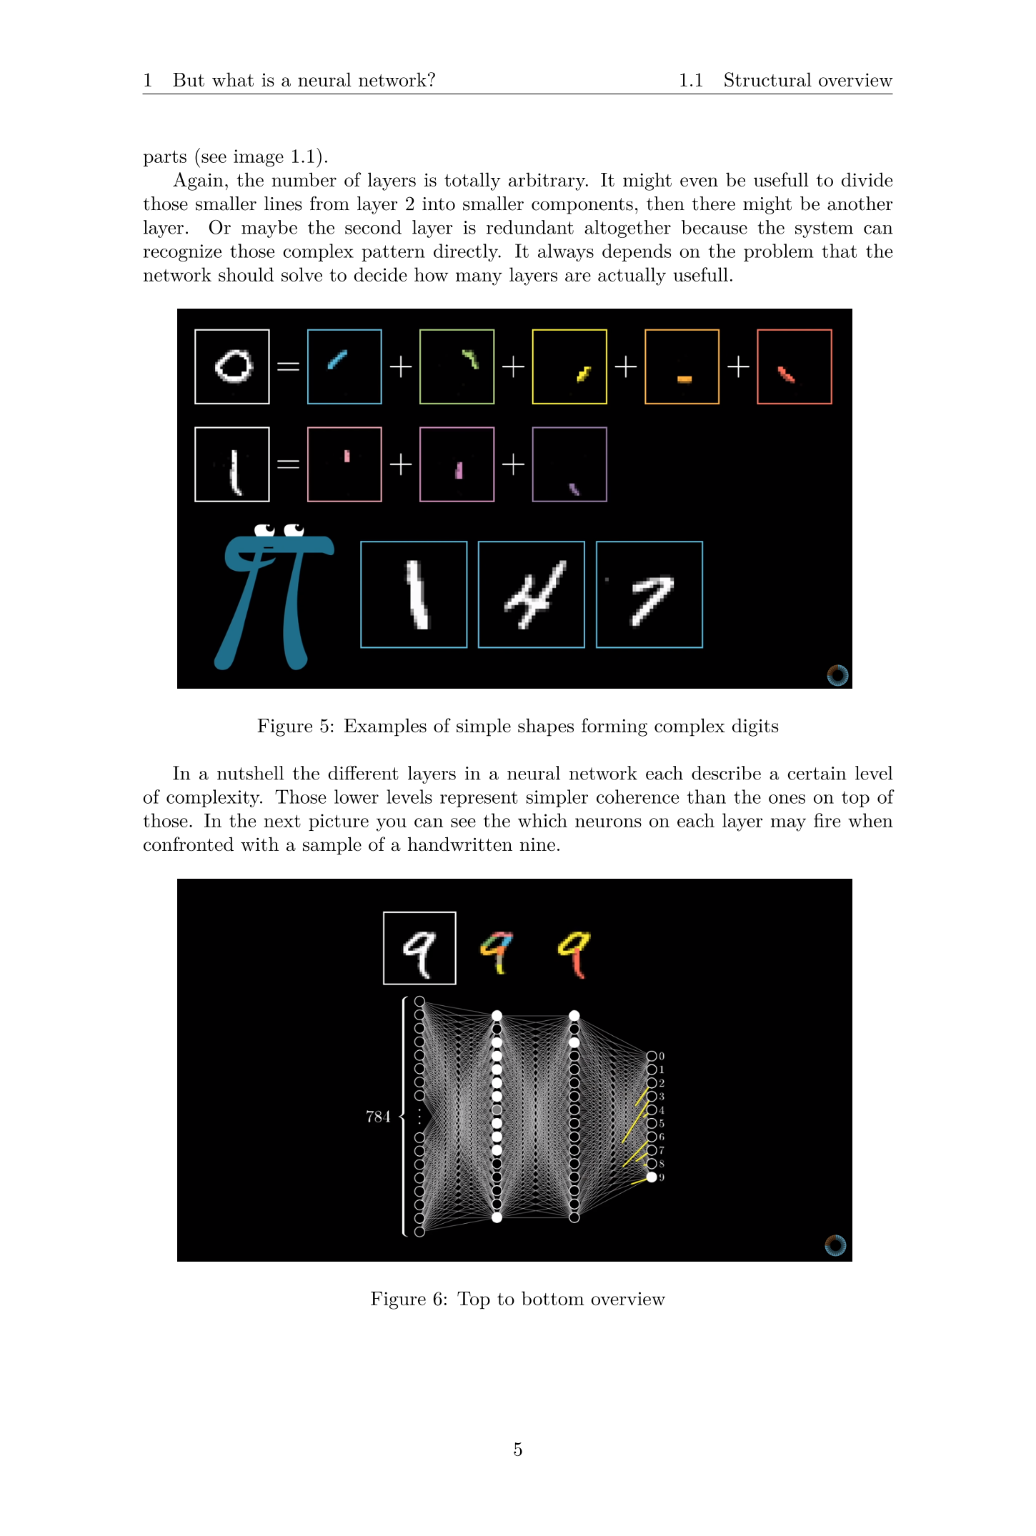 1 But what is a neural network? 1.1 Structural overview
parts (see image 1.1).
Again, the number of layers is totally arbitrary. It might even be usefull to divide
those smaller lines from layer 2 into smaller components, then there might be another
layer. Or maybe the second layer is redundant altogether because the system can
recognize those complex pattern directly. It always depends on the problem that the
network should solve to decide how many layers are actually usefull.
0 = + + + +
1 = + +
1 4 7
Figure 5: Examples of simple shapes forming complex digits
In a nutshell the different layers in a neural network each describe a certain level
of complexity. Those lower levels represent simpler coherence than the ones on top of
those. In the next picture you can see the which neurons on each layer may fire when
confronted with a sample of a handwritten nine.
9 9 9
0
1
2
3
4
784
5
6
7
8
9
Figure 6: Top to bottom overview
5